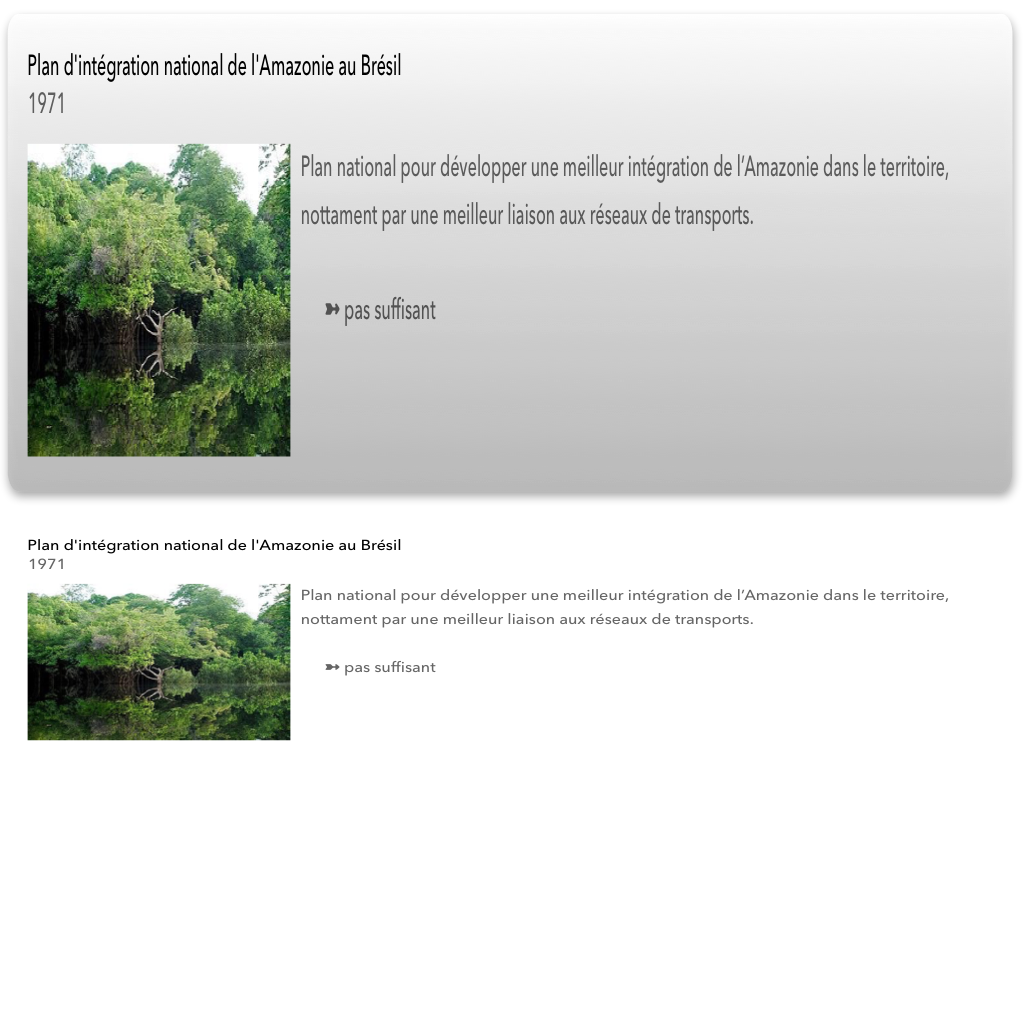 Plan d'intégration national de l'Amazonie au Brésil
1971
Plan national pour développer une meilleur intégration de l’Amazonie dans le territoire,
nottament par une meilleur liaison aux réseaux de transports.
➽ pas suffisant
Plan d'intégration national de l'Amazonie au Brésil
1971
Plan national pour développer une meilleur intégration de l’Amazonie dans le territoire,
nottament par une meilleur liaison aux réseaux de transports.
➽ pas suffisant